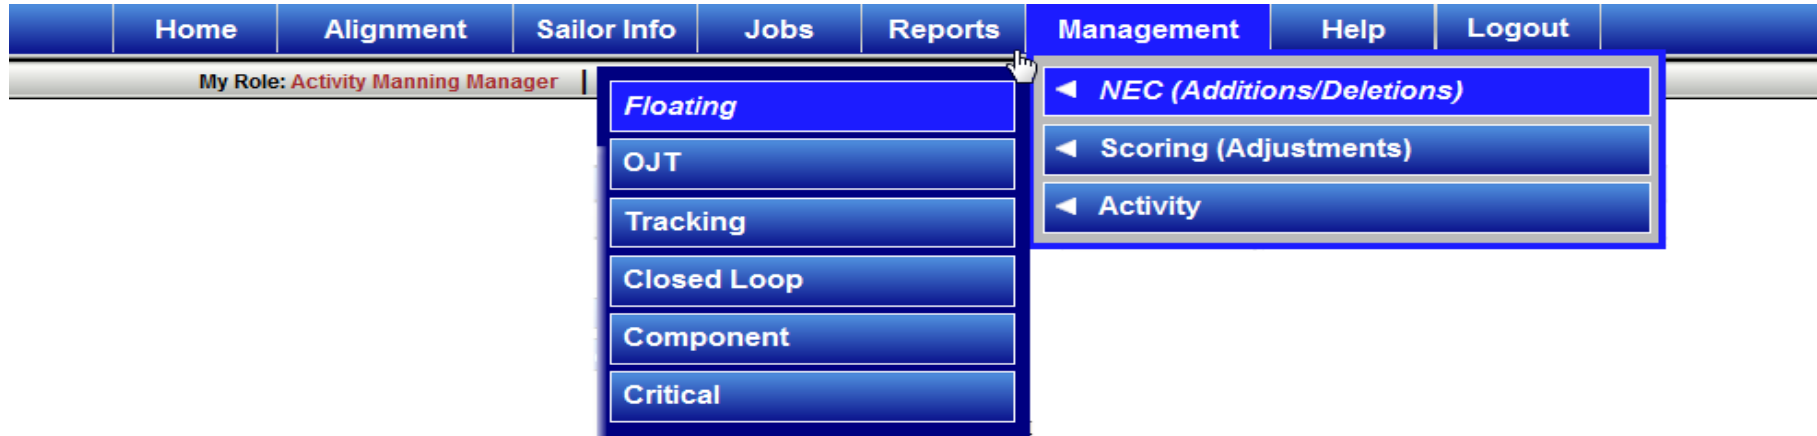 Home Alignment Sailor Info Jobs Reports Management Help Logout
My Role: Activity Manning Manager |
Floating
OJT
Tracking
Closed Loop
Component
Critical
NEC (Additions/Deletions)
Scoring (Adjustments)
Activity